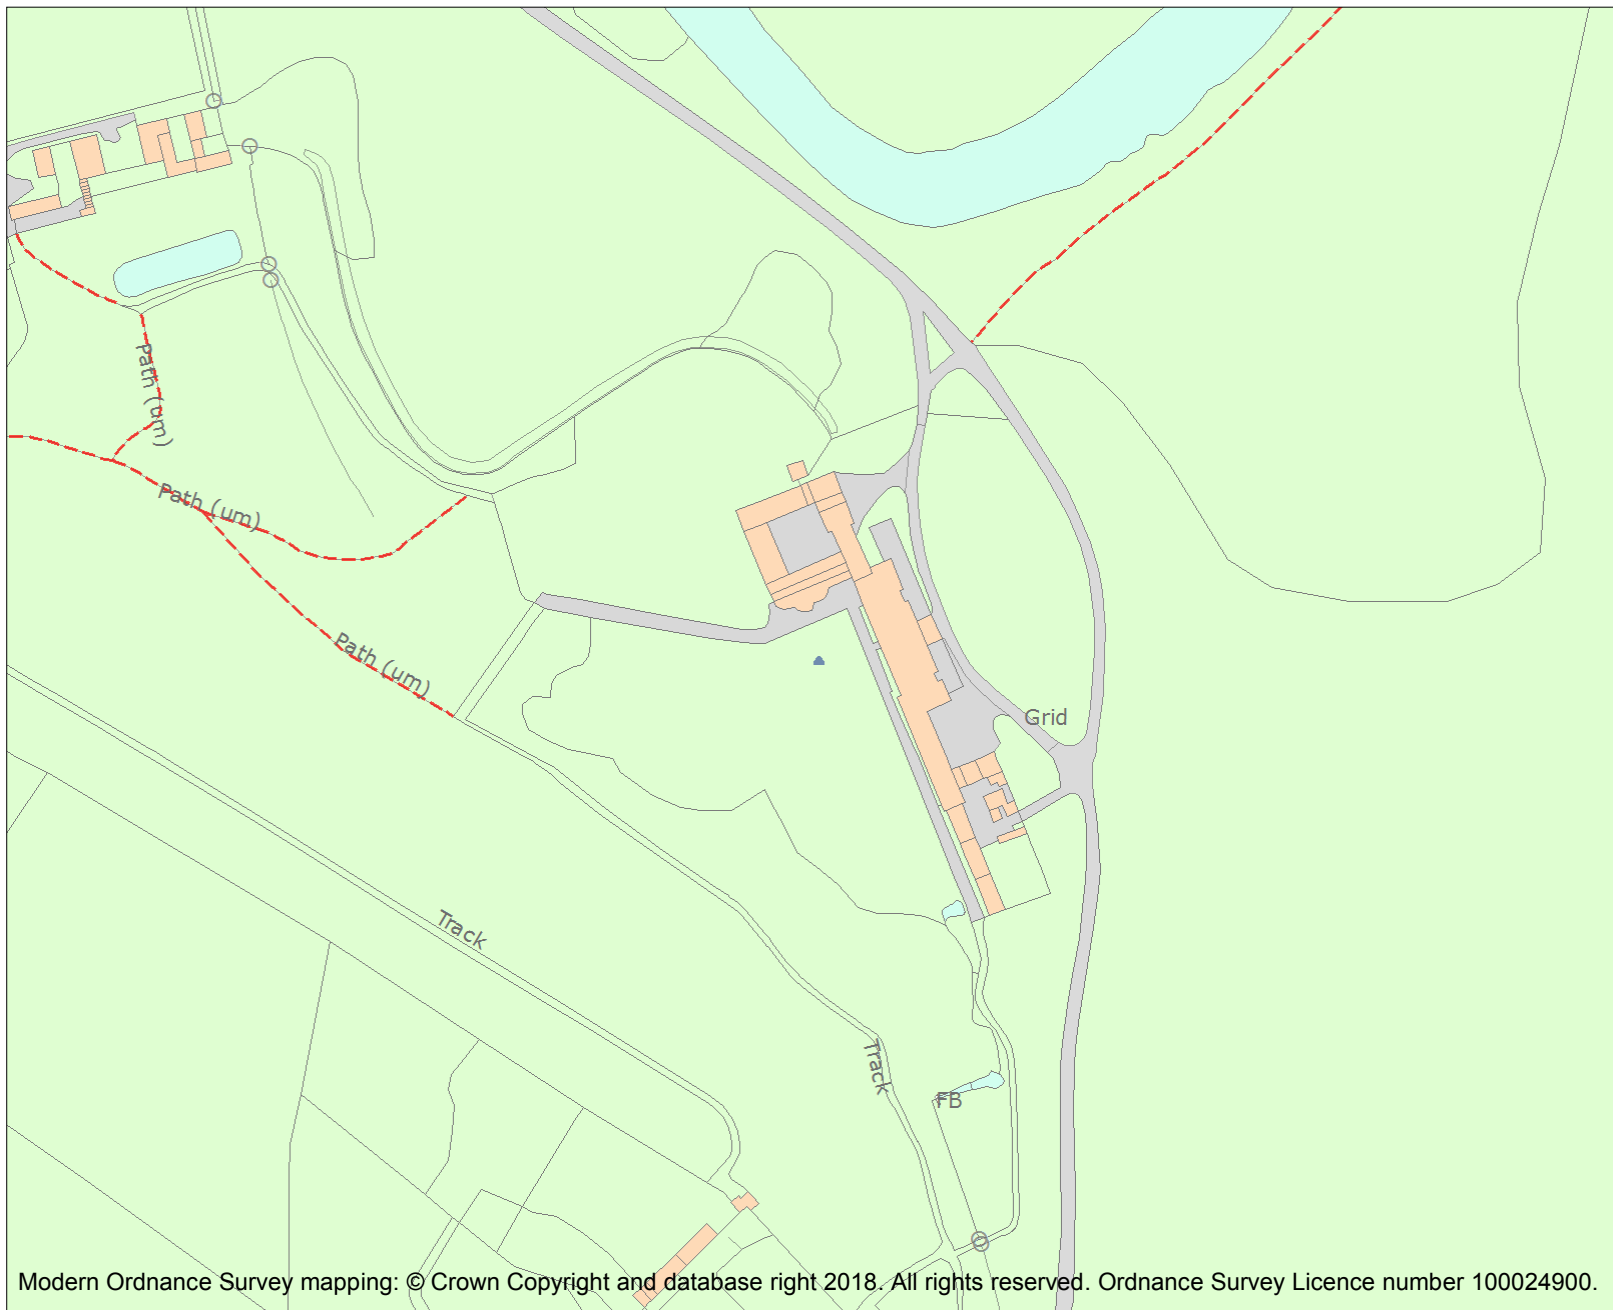 Path (um)
Path (um)
Path (um)
Grid
Track
Track
FB
Modern Ordnance Survey mapping: © Crown Copyright and database right 2018. All rights reserved. Ordnance Survey Licence number 100024900.